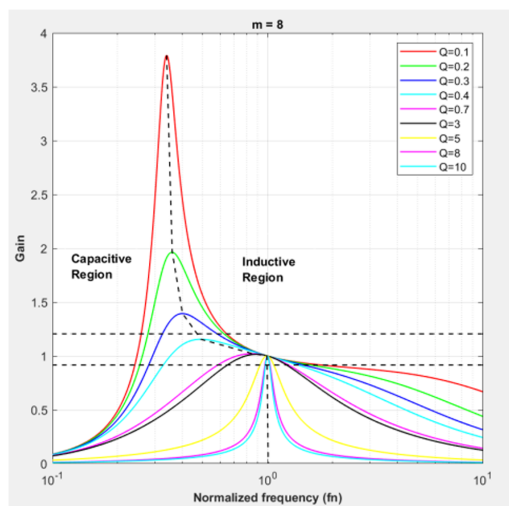 m = 8
4
3.5
3
2.5
2
1.5
1
0.5
0
Gain
Q=0.1
Q=0.2
Q=0.3
Q=0.4
Q=0.7
Q=3
Q=5
Q=8
Q=10
Capacitive
Region
Inductive
Region
10-1
100
101
Normalized frequency (fn)